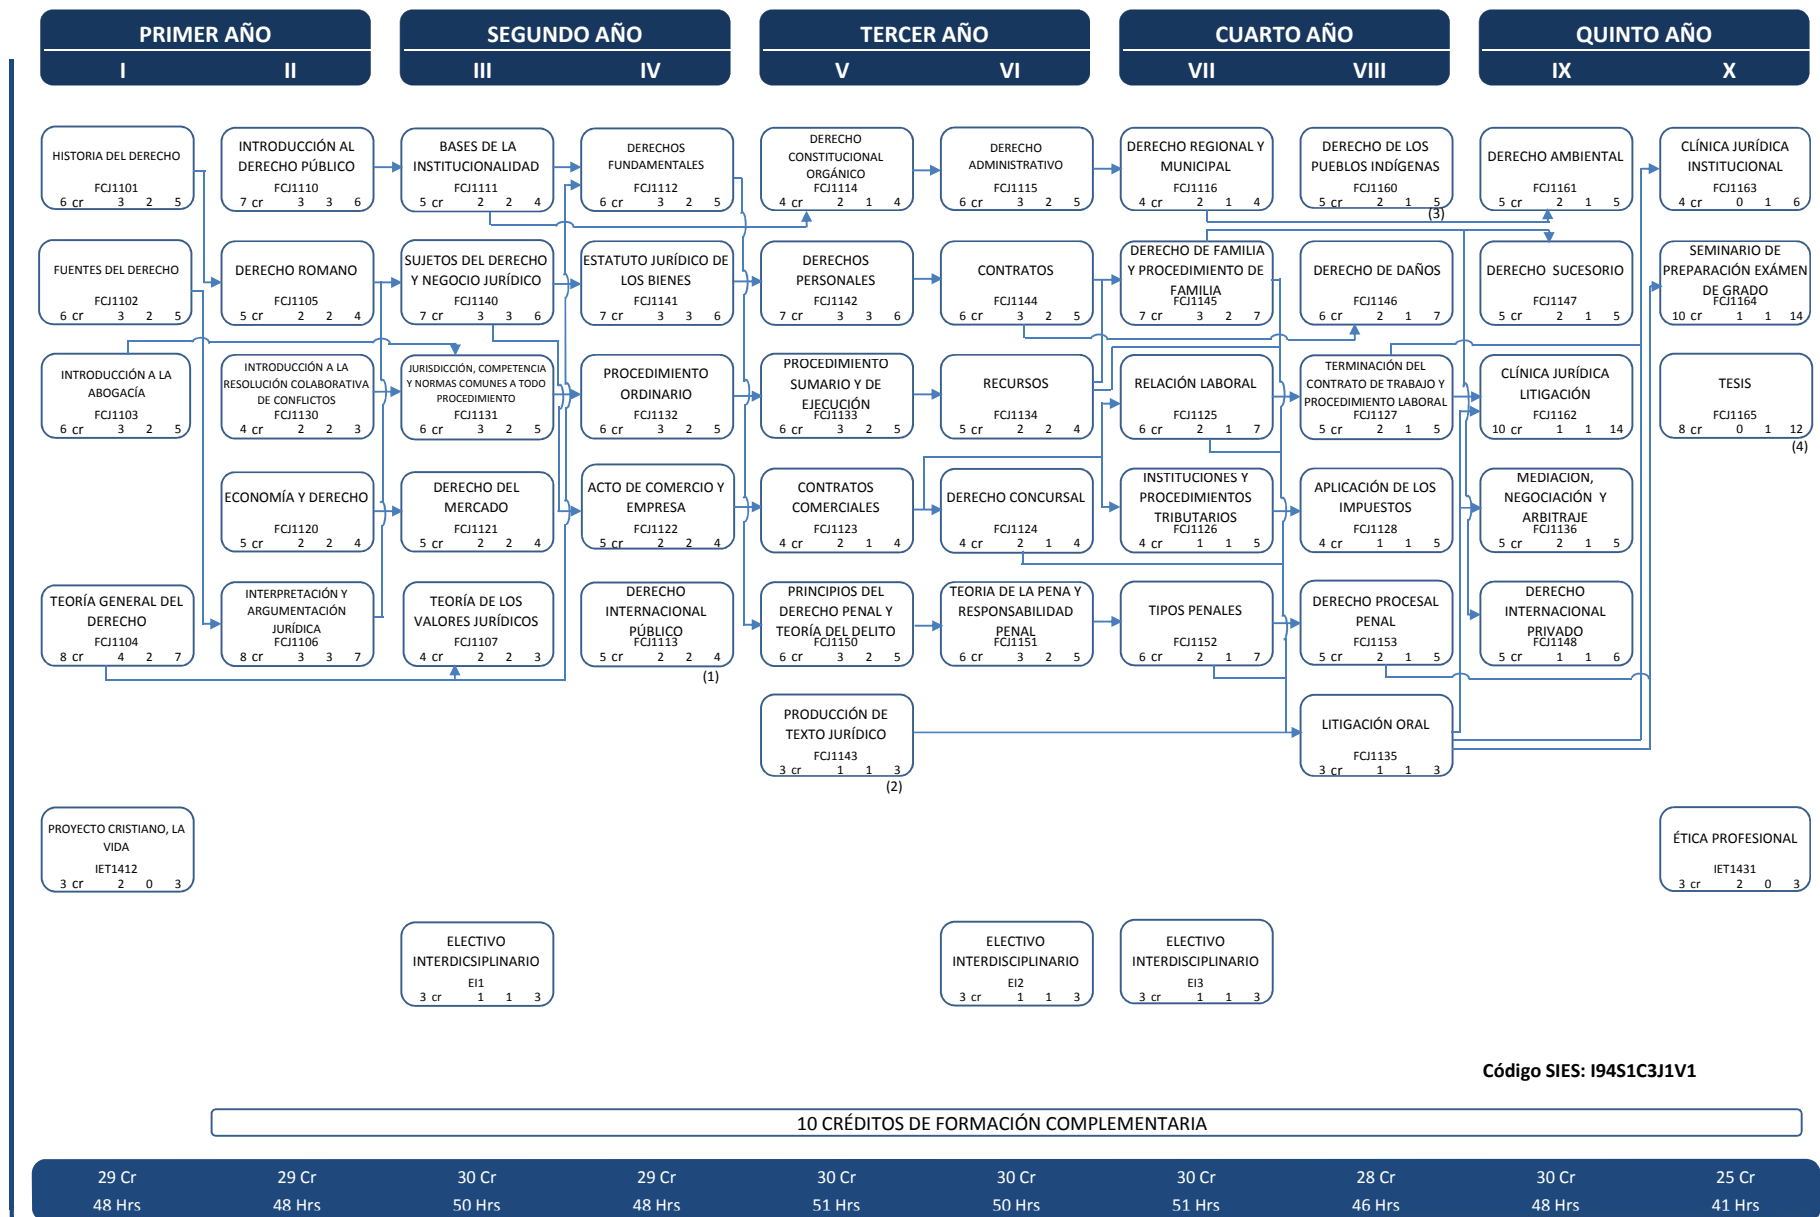 PRIMER AÑO
SEGUNDO AÑO
TERCER AÑO
CUARTO AÑO
QUINTO AÑO
I
II
III
IV
V
VI
VII
VIII
IX
X
HISTORIA DEL DERECHO
FCJ1101
6 cr 3 2 5
INTRODUCCIÓN AL
DERECHO PÚBLICO
FCJ1110
7 cr 3 3 6
BASES DE LA
INSTITUCIONALIDAD
FCJ1111
5 cr 2 2 4
DERECHOS
FUNDAMENTALES
FCJ1112
6 cr 3 2 5
DERECHO
CONSTITUCIONAL
ORGÁNICO
FCJ1114
4 cr 2 1 4
DERECHO
ADMINISTRATIVO
FCJ1115
6 cr 3 2 5
DERECHO REGIONAL Y
MUNICIPAL
FCJ1116
4 cr 2 1 4
DERECHO DE LOS
PUEBLOS INDÍGENAS
FCJ1160
5 cr 2 1 5
(3)
DERECHO AMBIENTAL
FCJ1161
5 cr 2 1 5
CLÍNICA JURÍDICA
INSTITUCIONAL
FCJ1163
4 cr 0 1 6
FUENTES DEL DERECHO
FCJ1102
6 cr 3 2 5
DERECHO ROMANO
FCJ1105
5 cr 2 2 4
SUJETOS DEL DERECHO
Y NEGOCIO JURÍDICO
FCJ1140
7 cr 3 3 6
ESTATUTO JURÍDICO DE
LOS BIENES
FCJ1141
7 cr 3 3 6
DERECHOS
PERSONALES
FCJ1142
7 cr 3 3 6
CONTRATOS
FCJ1144
6 cr 3 2 5
DERECHO DE FAMILIA
Y PROCEDIMIENTO DE
FAMILIA
FCJ1145
7 cr 3 2 7
DERECHO DE DAÑOS
FCJ1146
6 cr 2 1 7
DERECHO SUCESORIO
FCJ1147
5 cr 2 1 5
SEMINARIO DE
PREPARACIÓN EXÁMEN
DE GRADO
FCJ1164
10 cr 1 1 14
INTRODUCCIÓN A LA
ABOGACÍA
FCJ1103
6 cr 3 2 5
INTRODUCCIÓN A LA
RESOLUCIÓN COLABORATIVA
DE CONFLICTOS
FCJ1130
4 cr 2 2 3
JURISDICCIÓN, COMPETENCIA
Y NORMAS COMUNES A TODO
PROCEDIMIENTO
FCJ1131
6 cr 3 2 5
PROCEDIMIENTO
ORDINARIO
FCJ1132
6 cr 3 2 5
PROCEDIMIENTO
SUMARIO Y DE
EJECUCIÓN
FCJ1133
6 cr 3 2 5
RECURSOS
FCJ1134
5 cr 2 2 4
RELACIÓN LABORAL
FCJ1125
6 cr 2 1 7
TERMINACIÓN DEL
CONTRATO DE TRABAJO Y
PROCEDIMIENTO LABORAL
FCJ1127
5 cr 2 1 5
CLÍNICA JURÍDICA
LITIGACIÓN
FCJ1162
10 cr 1 1 14
TESIS
FCJ1165
8 cr 0 1 12
(4)
ECONOMÍA Y DERECHO
FCJ1120
5 cr 2 2 4
DERECHO DEL
MERCADO
FCJ1121
5 cr 2 2 4
ACTO DE COMERCIO Y
EMPRESA
FCJ1122
5 cr 2 2 4
CONTRATOS
COMERCIALES
FCJ1123
4 cr 2 1 4
DERECHO CONCURSAL
FCJ1124
4 cr 2 1 4
INSTITUCIONES Y
PROCEDIMIENTOS
TRIBUTARIOS
FCJ1126
4 cr 1 1 5
APLICACIÓN DE LOS
IMPUESTOS
FCJ1128
4 cr 1 1 5
MEDIACION,
NEGOCIACIÓN Y
ARBITRAJE
FCJ1136
5 cr 2 1 5
TEORÍA GENERAL DEL
DERECHO
FCJ1104
8 cr 4 2 7
INTERPRETACIÓN Y
ARGUMENTACIÓN
JURÍDICA
FCJ1106
8 cr 3 3 7
TEORÍA DE LOS
VALORES JURÍDICOS
FCJ1107
4 cr 2 2 3
DERECHO
INTERNACIONAL
PÚBLICO
FCJ1113
5 cr 2 2 4
(1)
PRINCIPIOS DEL
DERECHO PENAL Y
TEORÍA DEL DELITO
FCJ1150
6 cr 3 2 5
TEORIA DE LA PENA Y
RESPONSABILIDAD
PENAL
FCJ1151
6 cr 3 2 5
TIPOS PENALES
FCJ1152
6 cr 2 1 7
DERECHO PROCESAL
PENAL
FCJ1153
5 cr 2 1 5
DERECHO
INTERNACIONAL
PRIVADO
FCJ1148
5 cr 1 1 6
PRODUCCIÓN DE
TEXTO JURÍDICO
FCJ1143
3 cr 1 1 3
(2)
LITIGACIÓN ORAL
FCJ1135
3 cr 1 1 3
PROYECTO CRISTIANO, LA
VIDA
IET1412
3 cr 2 0 3
ÉTICA PROFESIONAL
IET1431
3 cr 2 0 3
ELECTIVO
INTERDICSIPLINARIO
EI1
3 cr 1 1 3
ELECTIVO
INTERDISCIPLINARIO
EI2
3 cr 1 1 3
ELECTIVO
INTERDISCIPLINARIO
EI3
3 cr 1 1 3
Código SIES: I94S1C3J1V1
10 CRÉDITOS DE FORMACIÓN COMPLEMENTARIA
29 Cr 29 Cr 30 Cr 29 Cr 30 Cr 30 Cr 30 Cr 28 Cr 30 Cr 25 Cr
48 Hrs 48 Hrs 50 Hrs 48 Hrs 51 Hrs 50 Hrs 51 Hrs 46 Hrs 48 Hrs 41 Hrs